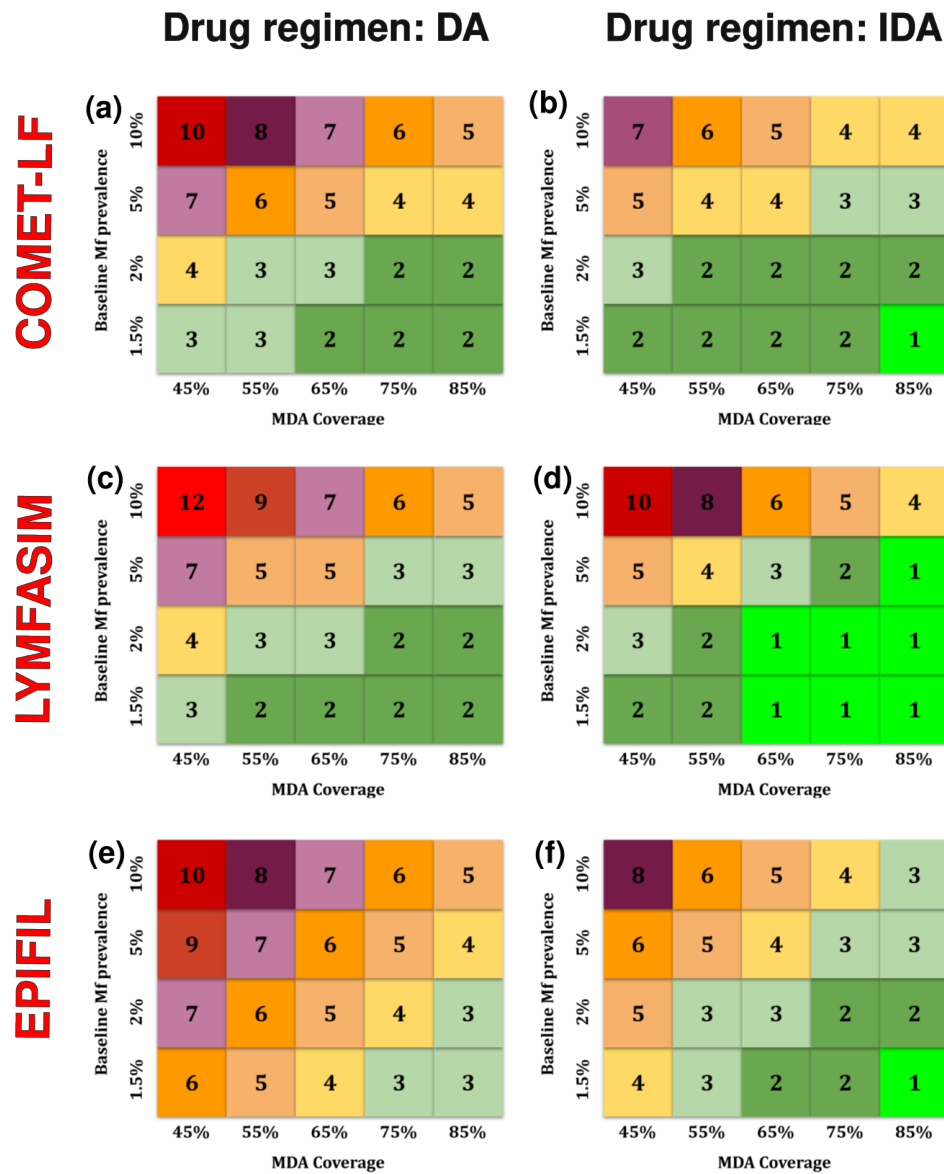 Drug regimen: DA
Drug regimen: IDA
COMET-LF
(a)
Baseline Mf prevalence
10% 10 8 7 6 5
5% 7 6 5 4 4
2% 4 3 3 2 2
1.5% 3 3 2 2 2
45% 55% 65% 75% 85%
MDA Coverage
(b)
Baseline Mf prevalence
10% 7 6 5 4 4
5% 5 4 4 3 3
2% 3 2 2 2 2
1.5% 2 2 2 2 1
45% 55% 65% 75% 85%
MDA Coverage
LYMFASIM
(c)
Baseline Mf prevalence
10% 12 9 7 6 5
5% 7 5 5 3 3
2% 4 3 3 2 2
1.5% 3 2 2 2 2
45% 55% 65% 75% 85%
MDA Coverage
(d)
Baseline Mf prevalence
10% 10 8 6 5 4
5% 5 4 3 2 1
2% 3 2 1 1 1
1.5% 2 2 1 1 1
45% 55% 65% 75% 85%
MDA Coverage
EPIFIL
(e)
Baseline Mf prevalence
10% 10 8 7 6 5
5% 9 7 6 5 4
2% 7 6 5 4 3
1.5% 6 5 4 3 3
45% 55% 65% 75% 85%
MDA Coverage
(f)
Baseline Mf prevalence
10% 8 6 5 4 3
5% 6 5 4 3 3
2% 5 3 3 2 2
1.5% 4 3 2 2 1
45% 55% 65% 75% 85%
MDA Coverage